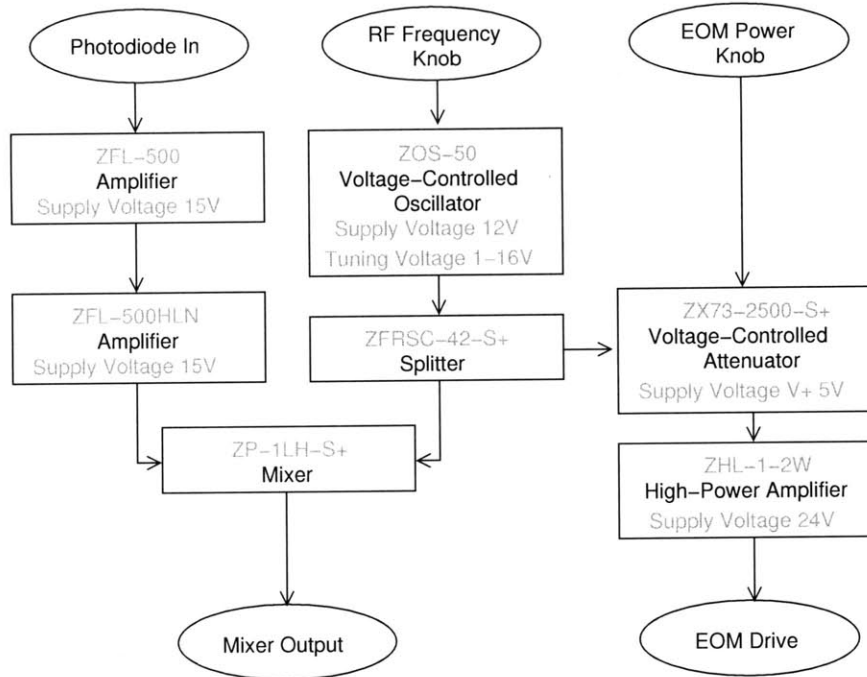 Photodiode In
RF Frequency
Knob
EOM Power
Knob
ZFL-500
Amplifier
Supply Voltage 15V
ZOS-50
Voltage-Controlled
Oscillator
Supply Voltage 12V
Tuning Voltage 1-16V
ZFL-500HLN
Amplifier
Supply Voltage 15V
ZFRSC-42-S+
Splitter
ZX73-2500-S+
Voltage-Controlled
Attenuator
Supply Voltage V+ 5V
ZP-1LH-S+
Mixer
ZHL-1-2W
High-Power Amplifier
Supply Voltage 24V
Mixer Output
EOM Drive